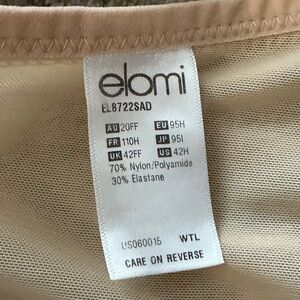 elomi
EL8722SAD
AU 20FF EU 95H
FR 110H JP 95I
UK 42FF US 42H
70% Nylon/Polyamide
30% Elastane
US060015 WTL
CARE ON REVERSE